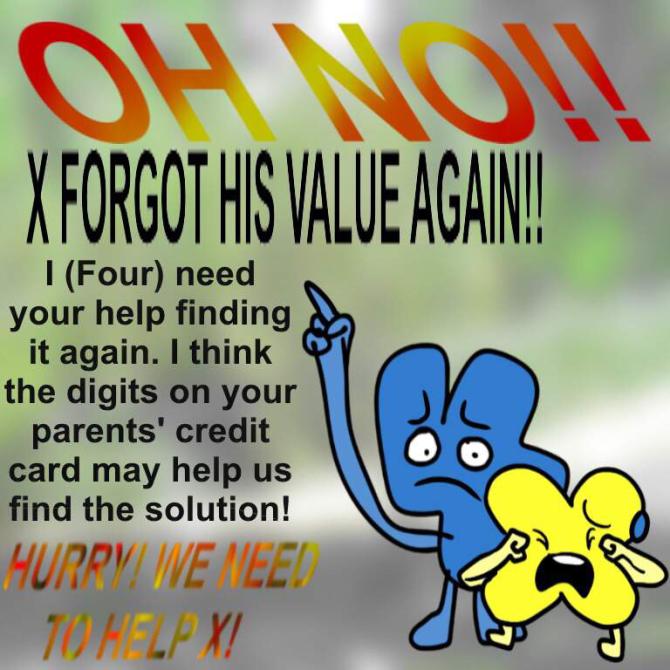 OH NO!!
X FORGOT HIS VALUE AGAIN!!
I (Four) need
your help finding
it again. I think
the digits on your
parents' credit
card may help us
find the solution!
HURRY! WE NEED
TO HELP X!